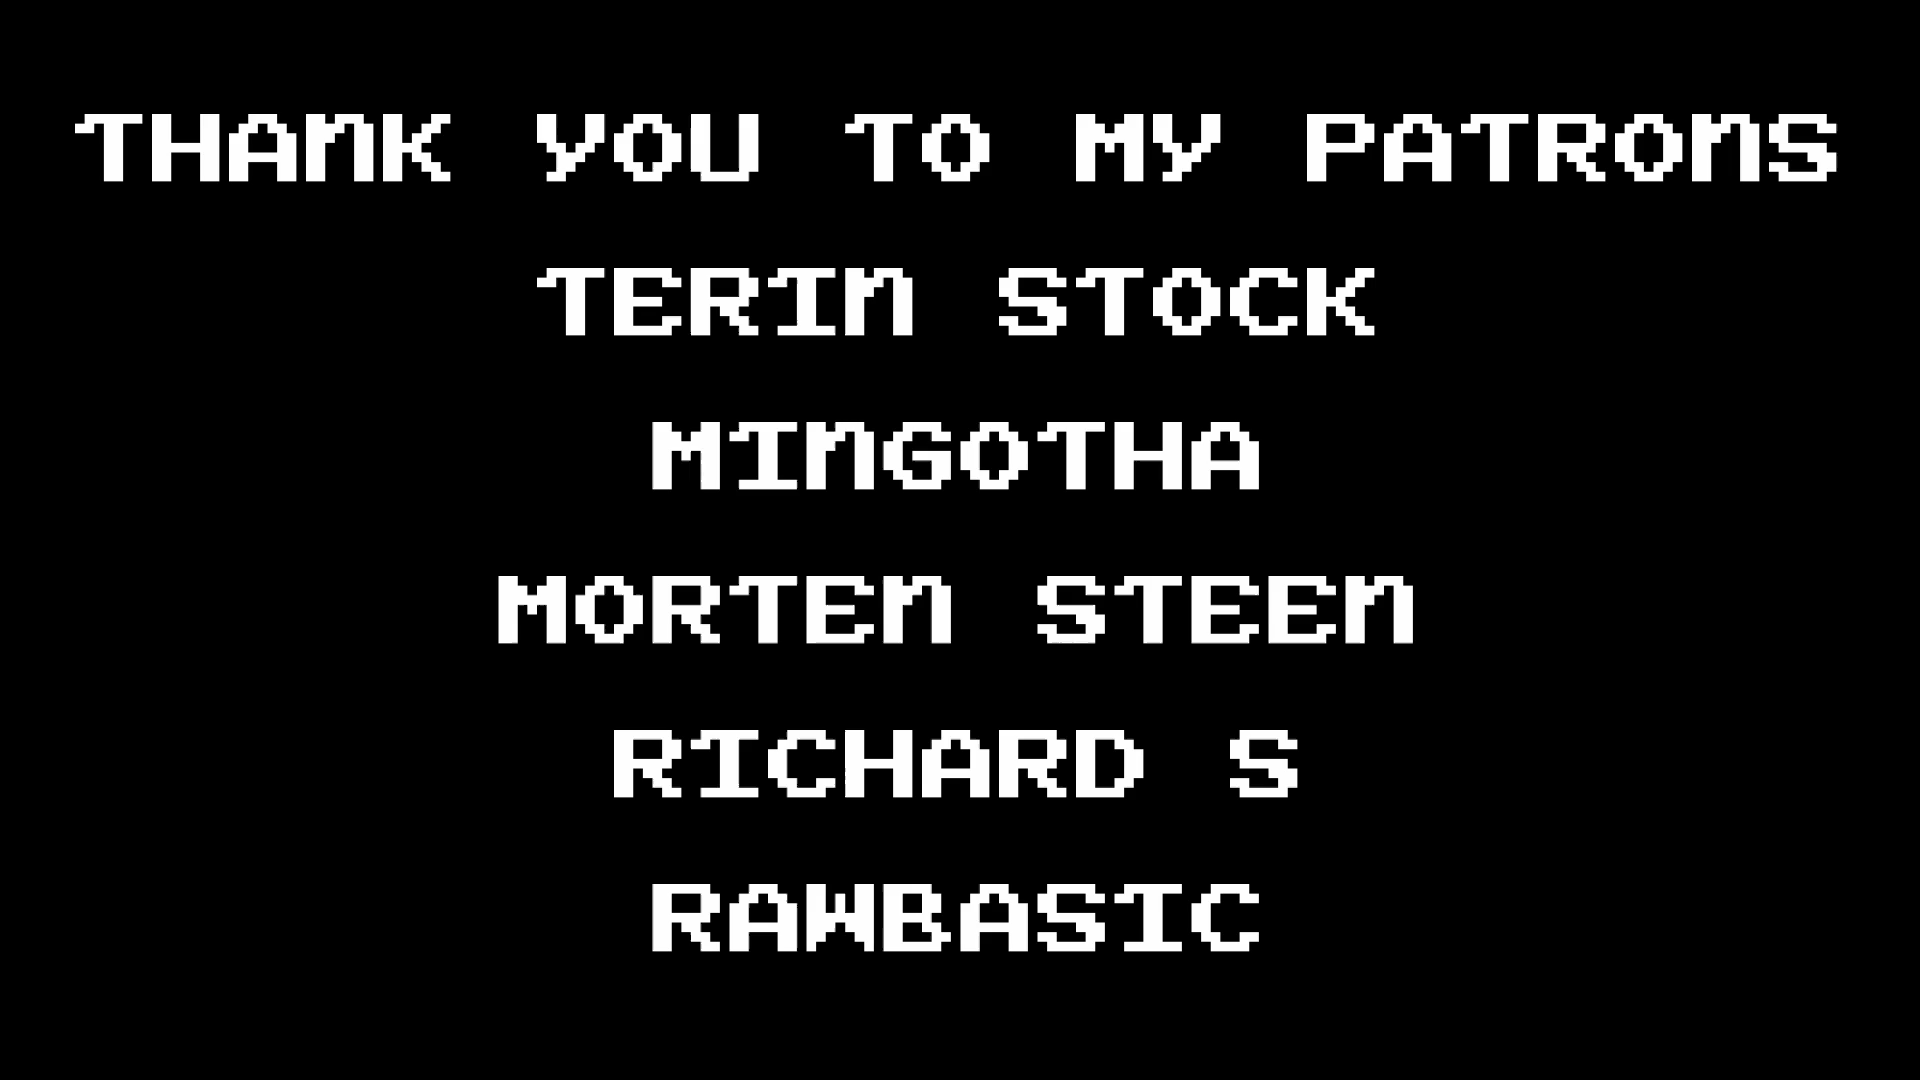 THANK YOU TO MY PATRONS
TERIN STOCK
MINGOTHA
MORTEN STEEN
RICHARD S
RAWBASIC